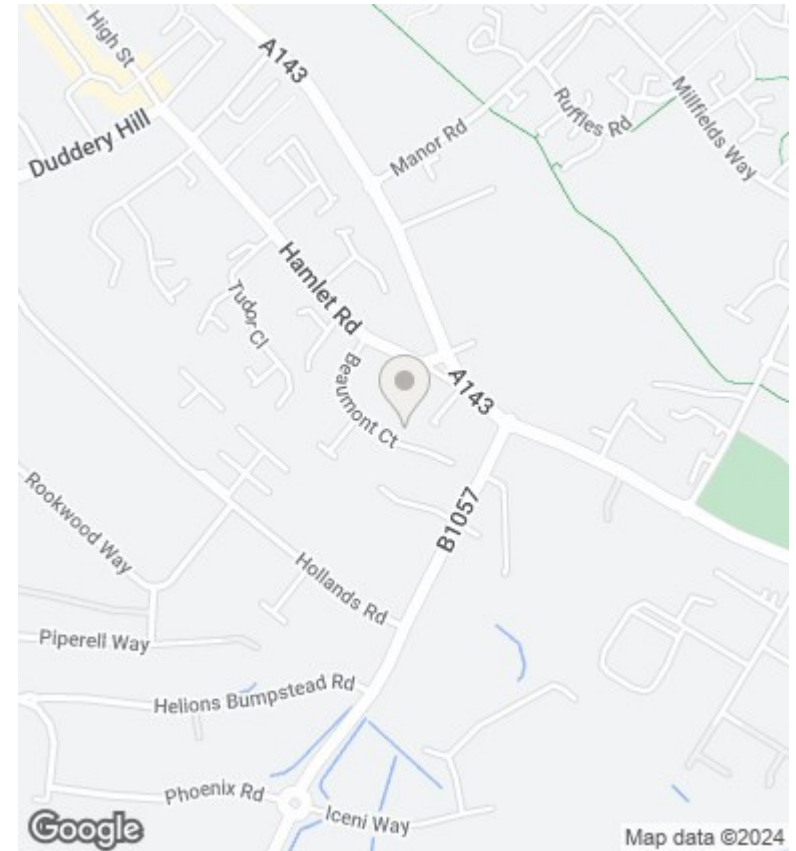 High St
A143
Duddery Hill
Manor Rd
Ruffles Rd
Millfields Way
Hamlet Rd
Tudor Cl
Beaumont Ct
A143
B1057
Rookwood Way
Hollands Rd
Piperell Way
Helions Bumpstead Rd
Phoenix Rd
Iceni Way
Google
Map data ©2024